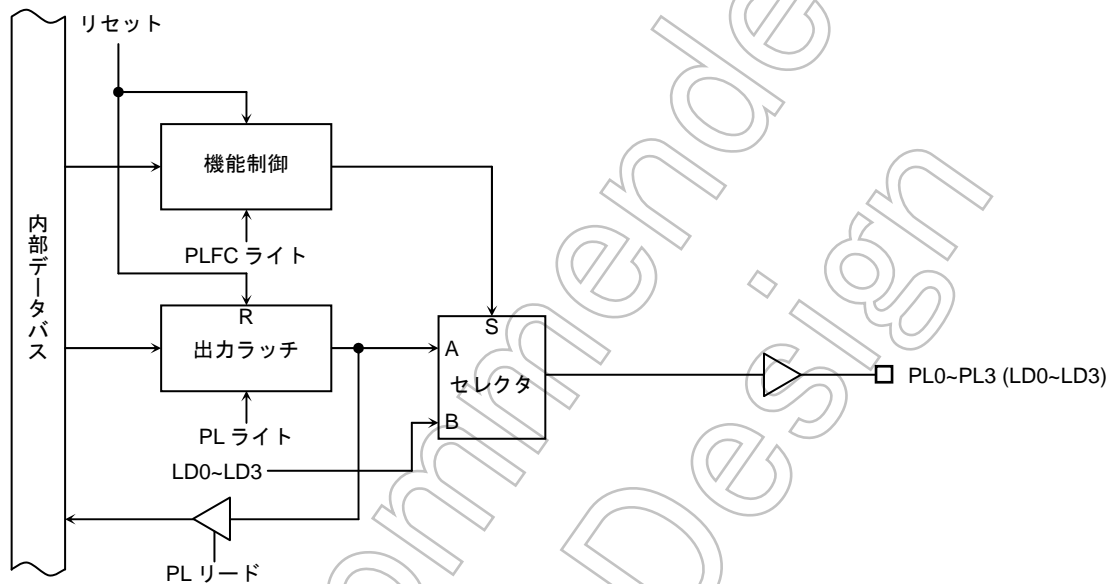 リセット
機能制御
PLFC ライト
内部データバス
R
出力ラッチ
PL ライト
S
A
セレクタ
B
PL0~PL3 (LD0~LD3)
LD0~LD3
PL リード
ommende
Design